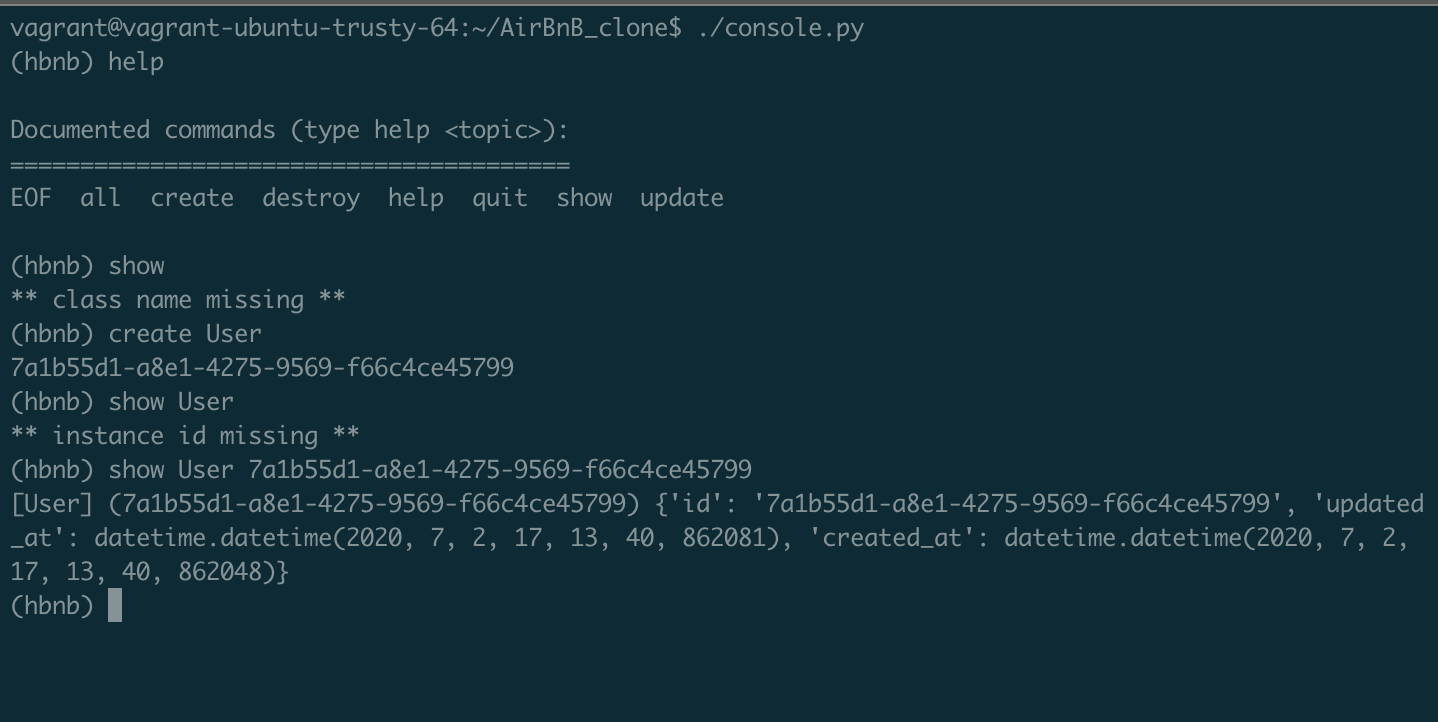 vagrant@vagrant-ubuntu-trusty-64:~/AirBnB_clone$ ./console.py
(hbnb) help
Documented commands (type help <topic>):
========================================
EOF  all  create  destroy  help  quit  show  update
(hbnb) show
** class name missing **
(hbnb) create User
7a1b55d1-a8e1-4275-9569-f66c4ce45799
(hbnb) show User
** instance id missing **
(hbnb) show User 7a1b55d1-a8e1-4275-9569-f66c4ce45799
[User] (7a1b55d1-a8e1-4275-9569-f66c4ce45799) {'id': '7a1b55d1-a8e1-4275-9569-f66c4ce45799', 'updated
_at': datetime.datetime(2020, 7, 2, 17, 13, 40, 862081), 'created_at': datetime.datetime(2020, 7, 2,
17, 13, 40, 862048)}
(hbnb)